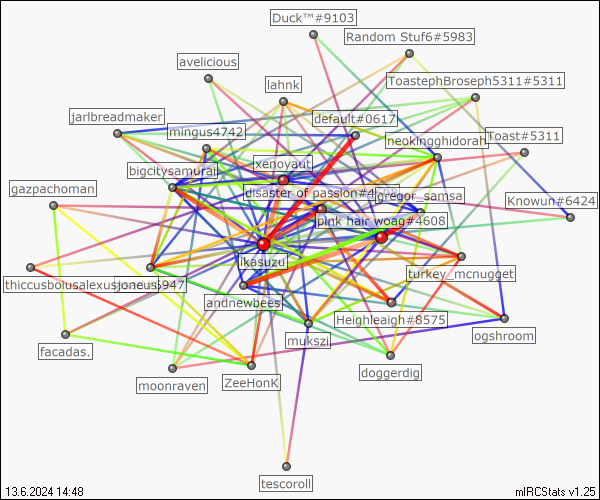 Duck™#9103
Random Stuf6#5983
avelicious
ToastephBroseph5311#5311
lahnk
jarlbreadmaker
default#0617
mingus4742
neokingghidorah
Toast#5311
xenoyaut
bigcitysamurai
gazpachoman
disaster of passion#4
gregor_samsa
Knowun#6424
pink hair woag#4608
ikasuzu
turkey_mcnugget
thiccusboiusalexus
joneusj947
andnewbees
Heighleaigh#8575
mukszi
ogshroom
facadas.
doggerdig
moonraven
ZeeHonK
tescoroll
13.6.2024 14:48
mIRCStats v1.25